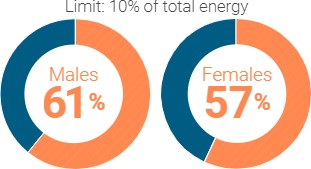 Limit: 10% of total energy
Males
61%
Females
57%